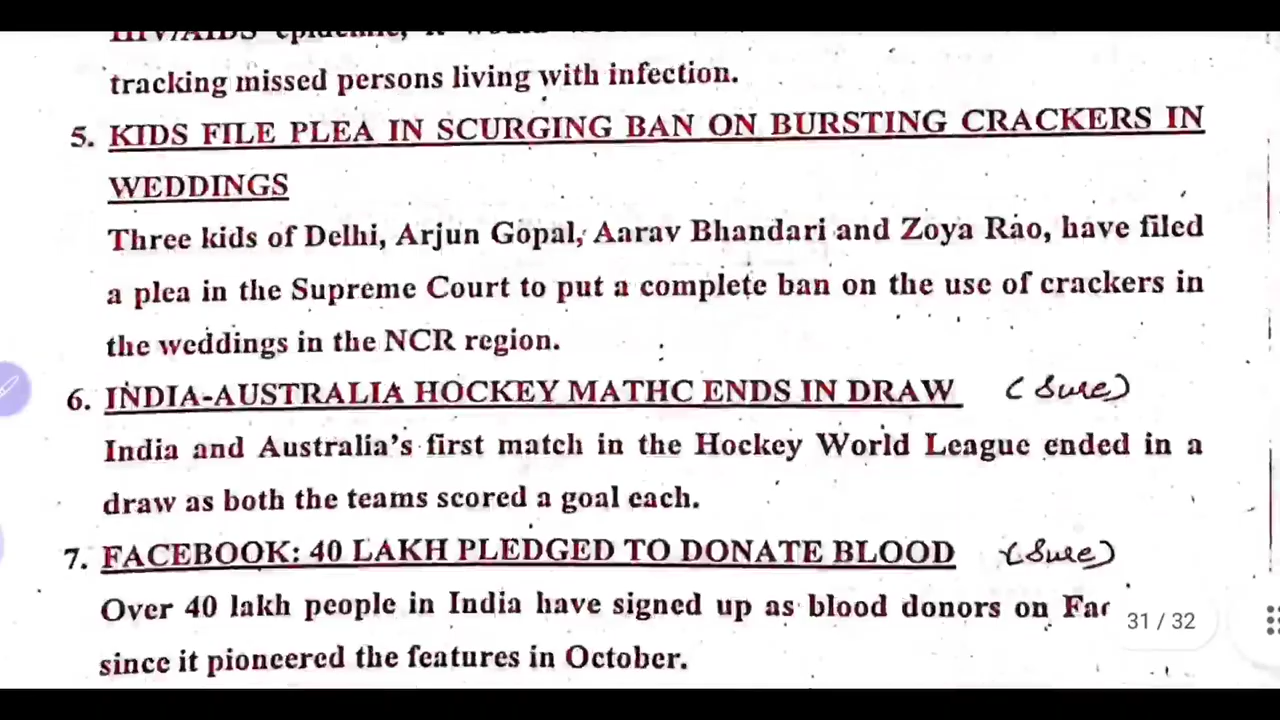 tracking missed persons living with infection.
5. KIDS FILE PLEA IN SCURGING BAN ON BURSTING CRACKERS IN
WEDDINGS
Three kids of Delhi, Arjun Gopal, Aarav Bhandari and Zoya Rao, have filed
a plea in the Supreme Court to put a complete ban on the use of crackers in
the weddings in the NCR region.
6. INDIA-AUSTRALIA HOCKEY MATHC ENDS IN DRAW (Sure)
India and Australia's first match in the Hockey World League ended in a
draw as both the teams scored a goal each.
7. FACEBOOK: 40 LAKH PLEDGED TO DONATE BLOOD (Sure)
Over 40 lakh people in India have signed up as blood donors on
since it pioneered the features in October.
31 / 32